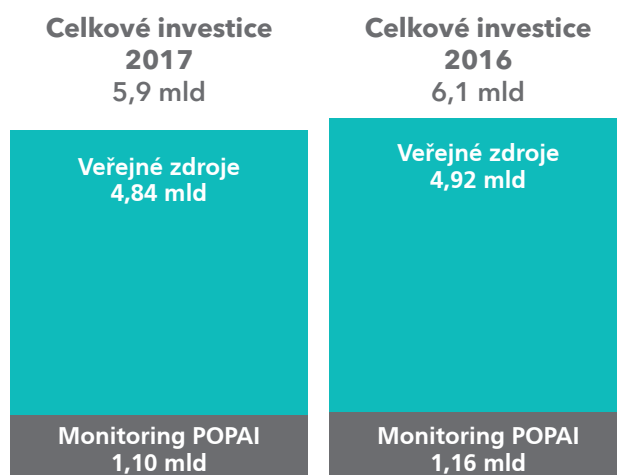 Celkové investice
2017
5,9 mld
Veřejné zdroje
4,84 mld
Monitoring POPAI
1,10 mld
Celkové investice
2016
6,1 mld
Veřejné zdroje
4,92 mld
Monitoring POPAI
1,16 mld